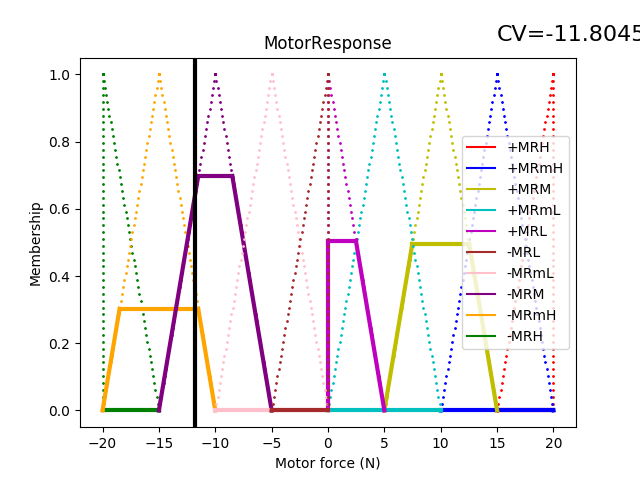 CV=-11.8045
MotorResponse
Membership
1.0
0.8
0.6
0.4
0.2
0.0
+MRH
+MRmH
+MRM
+MRmL
+MRL
-MRL
-MRmL
-MRM
-MRmH
-MRH
−20 −15 −10 −5 0 5 10 15 20
Motor force (N)